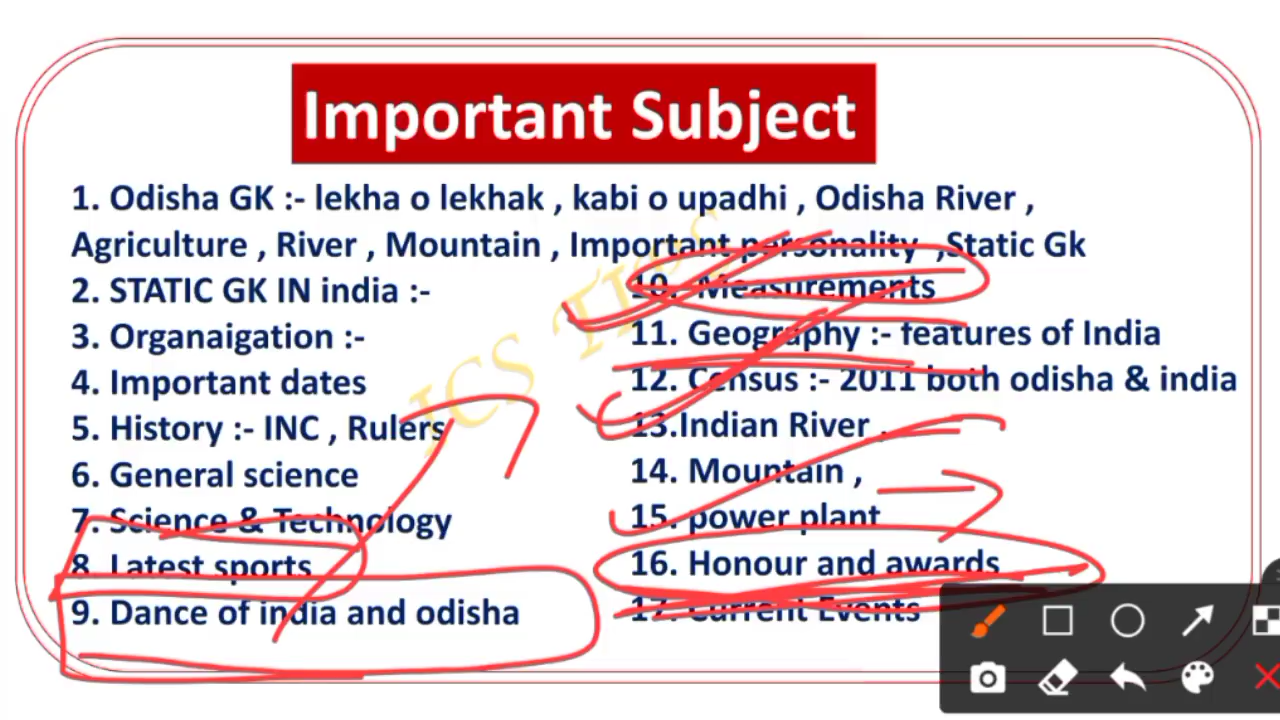 Important Subject
1. Odisha GK :- lekha o lekhak , kabi o upadhi , Odisha River ,
Agriculture , River , Mountain , Important personality ,Static Gk
2. STATIC GK IN india :-
3. Organaigation :-
4. Important dates
5. History :- INC , Rulers
6. General science
7. Science & Technology
8. Latest sports
9. Dance of india and odisha
10. Measurements
11. Geography :- features of India
12. Census :- 2011 both odisha & india
13.Indian River ,
14. Mountain ,
15. power plant
16. Honour and awards
17. Current Events
ICS